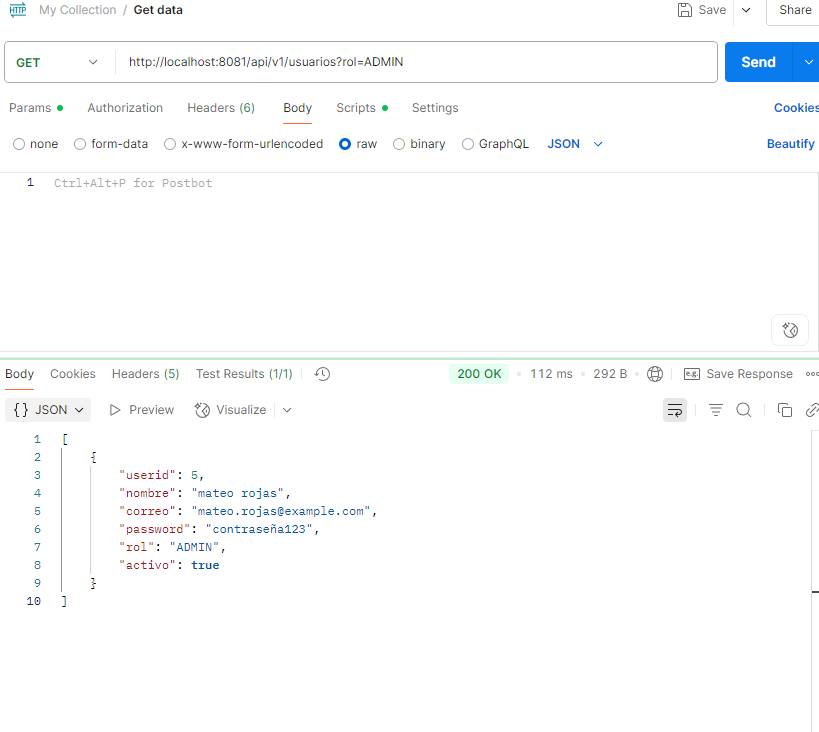 HTTP My Collection / Get data Save Share
GET http://localhost:8081/api/v1/usuarios?rol=ADMIN Send
Params Authorization Headers (6) Body Scripts Settings Cookies
none form-data x-www-form-urlencoded raw binary GraphQL JSON Beautify
1 Ctrl+Alt+P for Postbot
Body Cookies Headers (5) Test Results (1/1) 200 OK 112 ms 292 B e.g. Save Response
{} JSON Preview Visualize
1 [
2 {
3 "userid": 5,
4 "nombre": "mateo rojas",
5 "correo": "mateo.rojas@example.com",
6 "password": "contraseña123",
7 "rol": "ADMIN",
8 "activo": true
9 }
10 ]